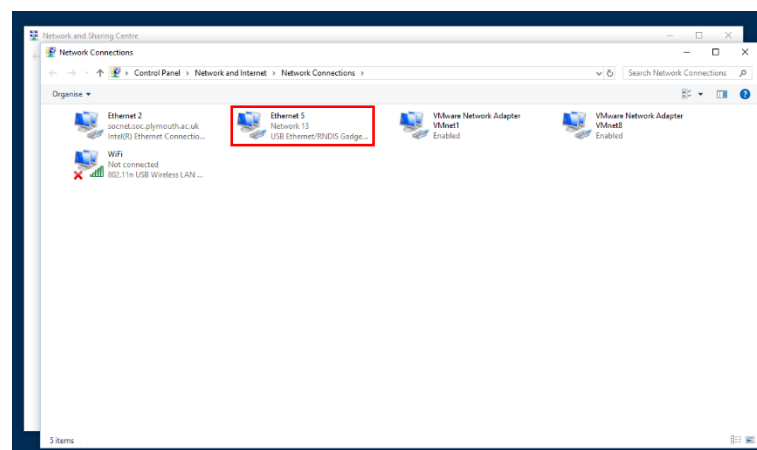 Network and Sharing Centre
Network Connections
Control Panel > Network and Internet > Network Connections >
Search Network Connections
Organise
Ethernet 2
socnet.soc.plymouth.ac.uk
Intel(R) Ethernet Connectio...
Ethernet 5
Network 13
USB Ethernet/RNDIS Gadge...
VMware Network Adapter
VMnet1
Enabled
VMware Network Adapter
VMnet8
Enabled
WiFi
Not connected
802.11n USB Wireless LAN ...
5 items